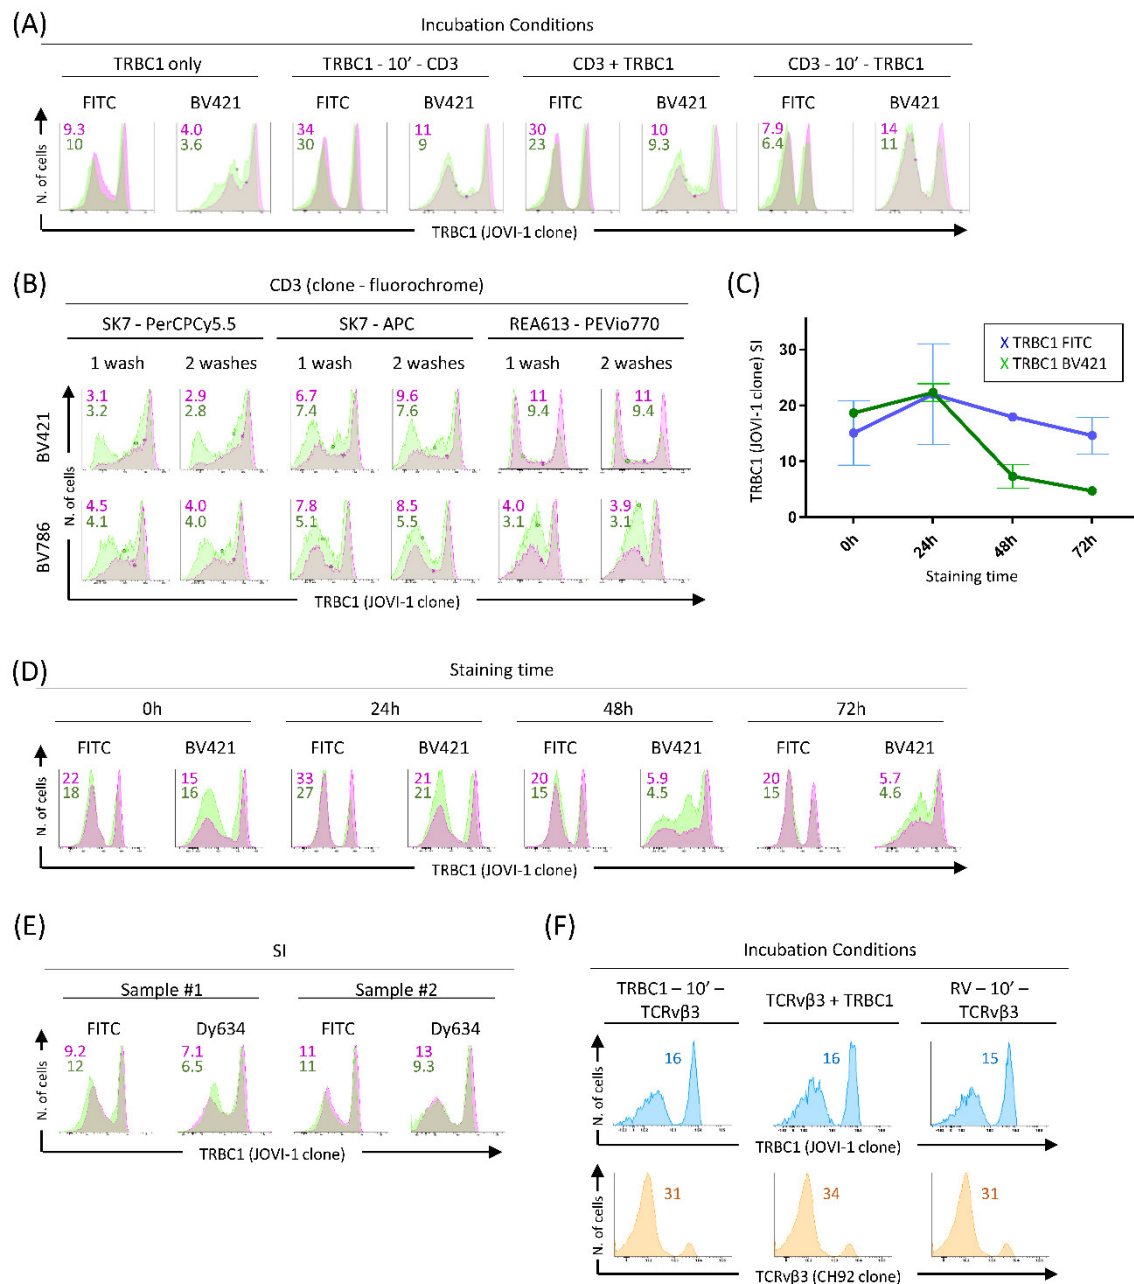 (A)
Incubation Conditions
TRBC1 only
TRBC1 - 10′ - CD3
CD3 + TRBC1
CD3 - 10′ - TRBC1
FITC
BV421
FITC
BV421
FITC
BV421
FITC
BV421
N. of cells
9.3
10
4.0
3.6
34
30
11
9
30
23
10
9.3
7.9
6.4
14
11
TRBC1 (JOVI-1 clone)
(B)
CD3 (clone - fluorochrome)
SK7 - PerCPCy5.5
SK7 - APC
REA613 - PEVio770
1 wash
2 washes
1 wash
2 washes
1 wash
2 washes
BV421
N. of cells
3.1
3.2
2.9
2.8
6.7
7.4
9.6
7.6
11
9.4
11
9.4
BV786
4.5
4.1
4.0
4.0
7.8
5.1
8.5
5.5
4.0
3.1
3.9
3.1
TRBC1 (JOVI-1 clone)
(C)
TRBC1 (JOVI-1 clone) SI
30
20
10
0
X TRBC1 FITC
X TRBC1 BV421
0h
24h
48h
72h
Staining time
(D)
Staining time
0h
24h
48h
72h
FITC
BV421
FITC
BV421
FITC
BV421
FITC
BV421
N. of cells
22
18
15
16
33
27
21
21
20
15
5.9
4.5
20
15
5.7
4.6
TRBC1 (JOVI-1 clone)
(E)
SI
Sample #1
Sample #2
FITC
Dy634
FITC
Dy634
N. of cells
9.2
12
7.1
6.5
11
11
13
9.3
TRBC1 (JOVI-1 clone)
(F)
Incubation Conditions
TRBC1 – 10′ –
TCRvβ3
TCRvβ3 + TRBC1
RV – 10′ –
TCRvβ3
N. of cells
16
16
15
TRBC1 (JOVI-1 clone)
N. of cells
31
34
31
TCRvβ3 (CH92 clone)